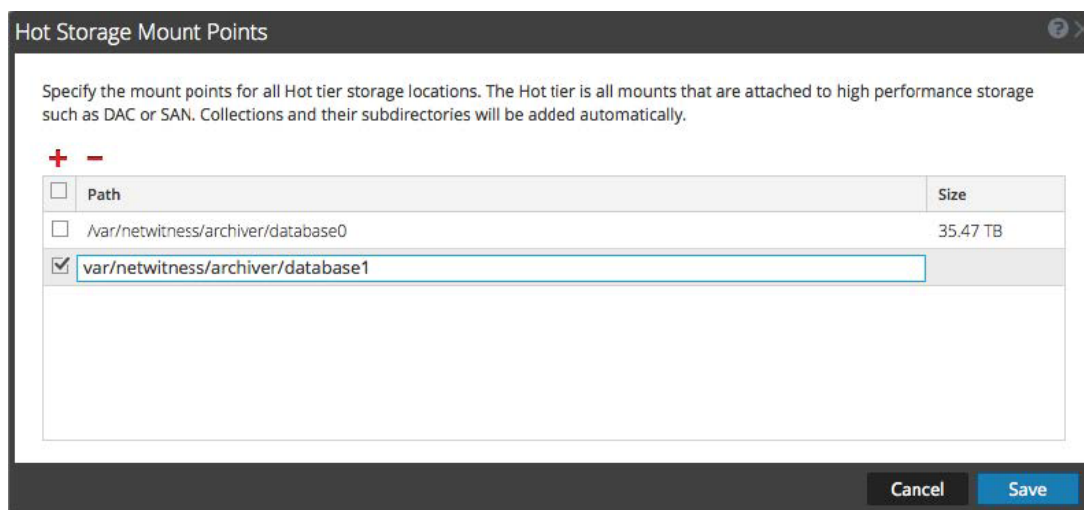 Hot Storage Mount Points
Specify the mount points for all Hot tier storage locations. The Hot tier is all mounts that are attached to high performance storage
such as DAC or SAN. Collections and their subdirectories will be added automatically.
Path Size
/var/netwitness/archiver/database0 35.47 TB
var/netwitness/archiver/database1
Cancel Save